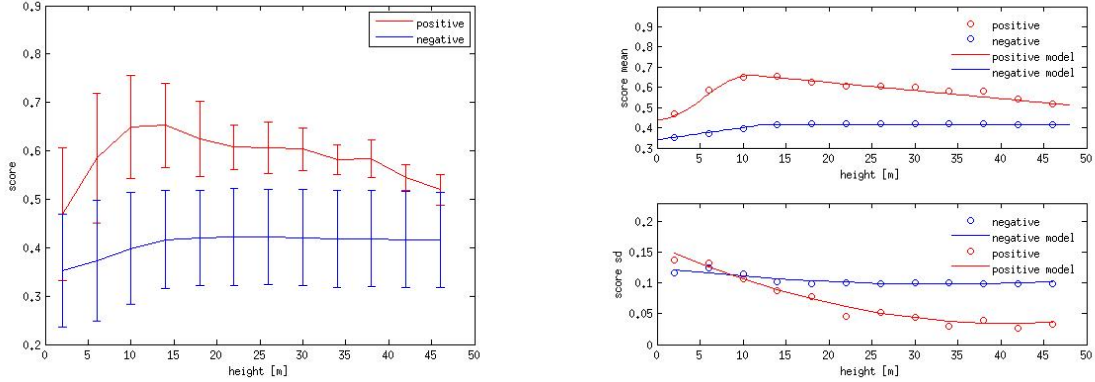 0.9
0.8
0.7
0.6
0.5
0.4
0.3
0.2
score
0 5 10 15 20 25 30 35 40 45 50
height [m]
positive
negative
0.9
0.8
0.7
0.6
0.5
0.4
0.3
score mean
0 5 10 15 20 25 30 35 40 45 50
height [m]
positive
negative
positive model
negative model
0.2
0.15
0.1
0.05
0
score sd
0 5 10 15 20 25 30 35 40 45 50
height [m]
negative
negative model
positive
positive model